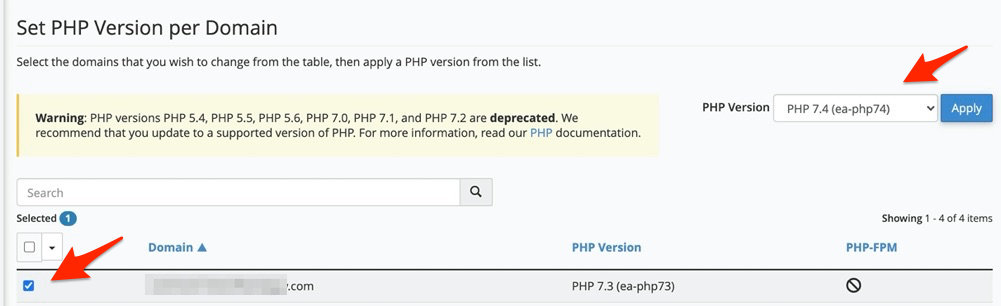 Set PHP Version per Domain
Select the domains that you wish to change from the table, then apply a PHP version from the list.
Warning: PHP versions PHP 5.4, PHP 5.5, PHP 5.6, PHP 7.0, PHP 7.1, and PHP 7.2 are deprecated. We
recommend that you update to a supported version of PHP. For more information, read our PHP documentation.
PHP Version PHP 7.4 (ea-php74) Apply
Search
Selected 1
Showing 1 - 4 of 4 items
Domain PHP Version PHP-FPM
.com PHP 7.3 (ea-php73)